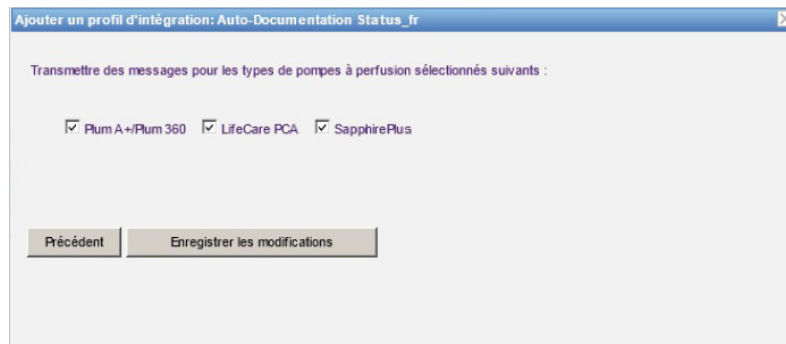 Ajouter un profil d'intégration: Auto-Documentation Status_fr
Transmettre des messages pour les types de pompes à perfusion sélectionnés suivants :
Plum A+/Plum 360 LifeCare PCA SapphirePlus
Précédent Enregistrer les modifications